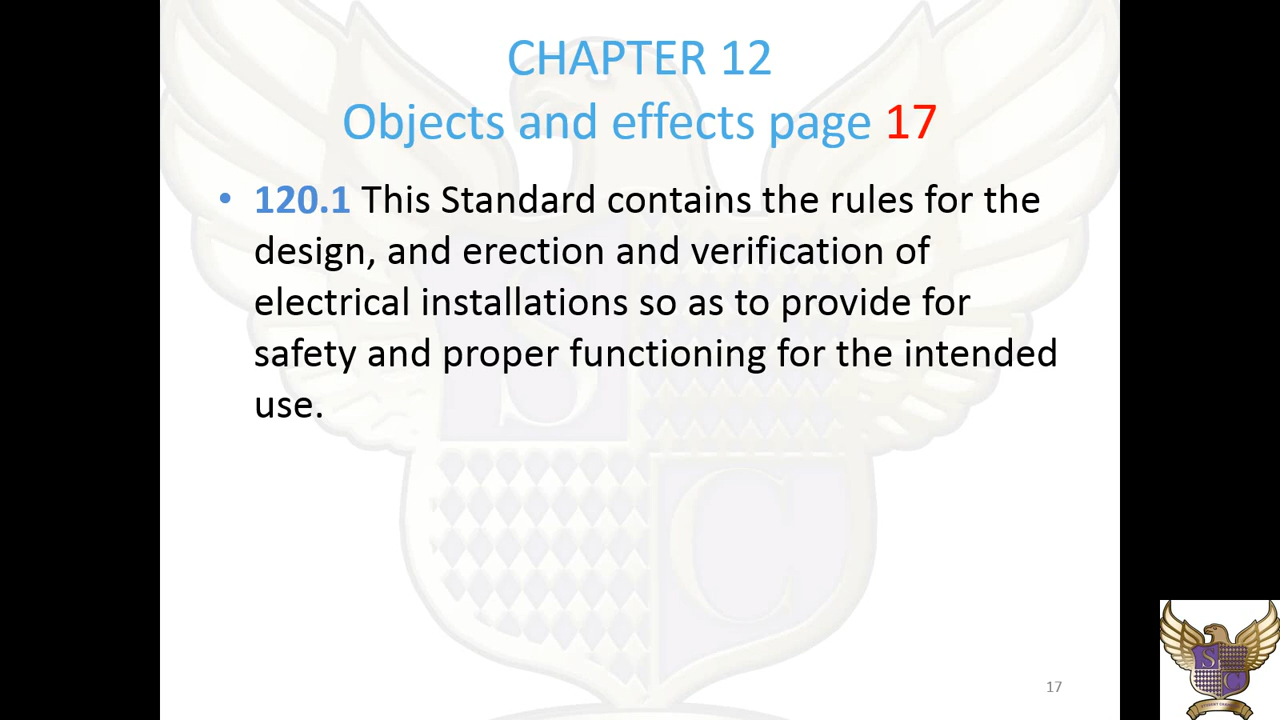 CHAPTER 12
Objects and effects page 17
• 120.1 This Standard contains the rules for the
design, and erection and verification of
electrical installations so as to provide for
safety and proper functioning for the intended
use.
S
C
17
S
C